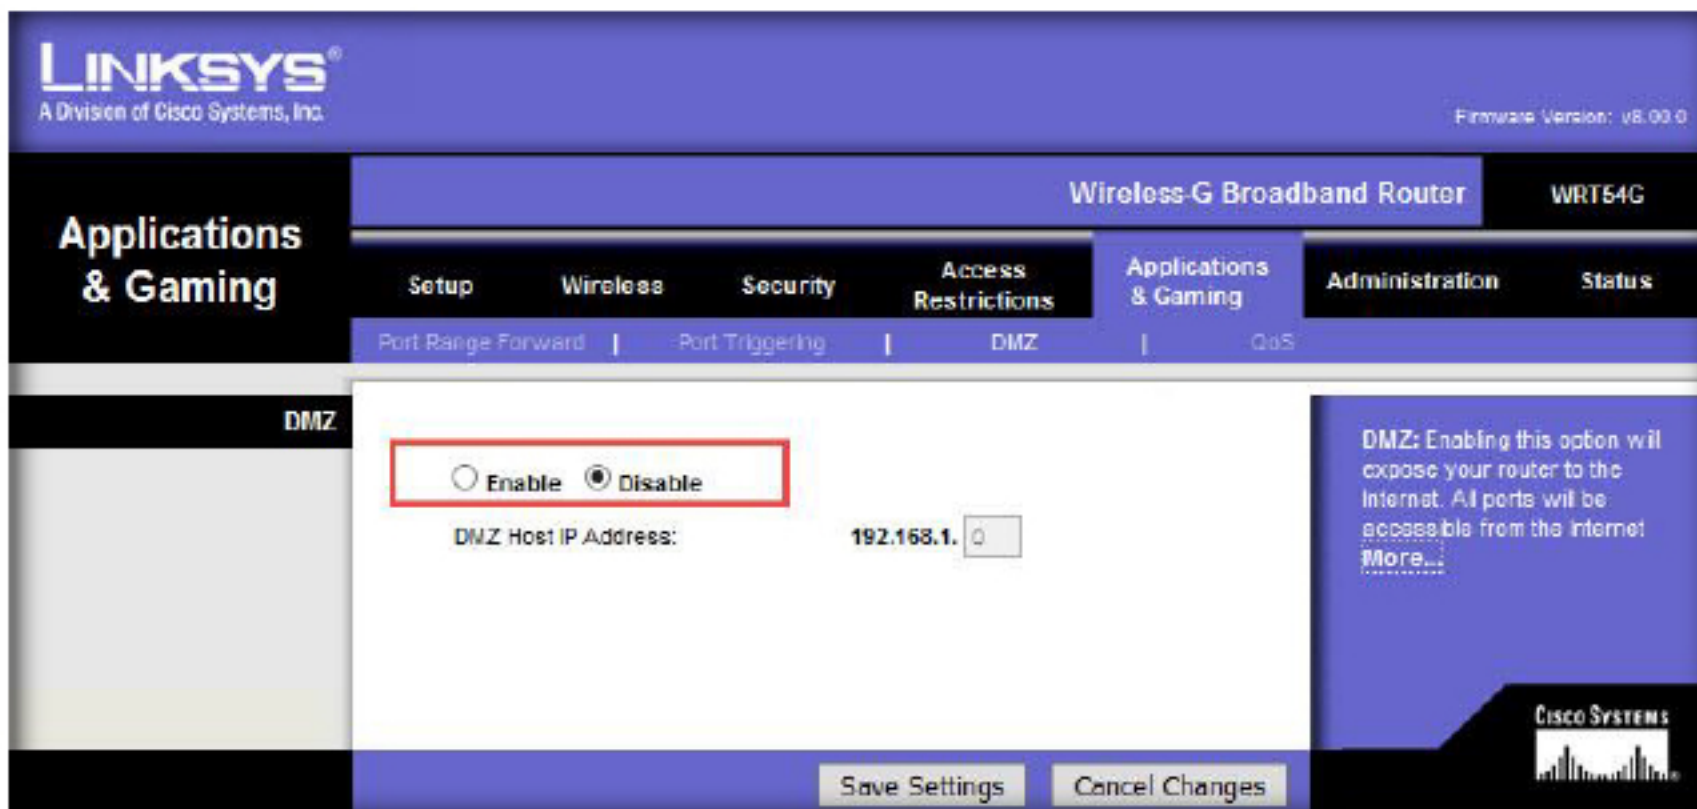 LINKSYS®
A Division of Cisco Systems, Inc.
Firmware Version: v8.00.0
Wireless-G Broadband Router
WRT54G
Applications
& Gaming
Setup
Wireless
Security
Access
Restrictions
Applications
& Gaming
Administration
Status
Port Range Forward | Port Triggering | DMZ | QoS
DMZ
Enable Disable
DMZ Host IP Address: 192.168.1. 0
DMZ: Enabling this option will
expose your router to the
Internet. All ports will be
accessible from the Internet
More...
CISCO SYSTEMS
Save Settings
Cancel Changes